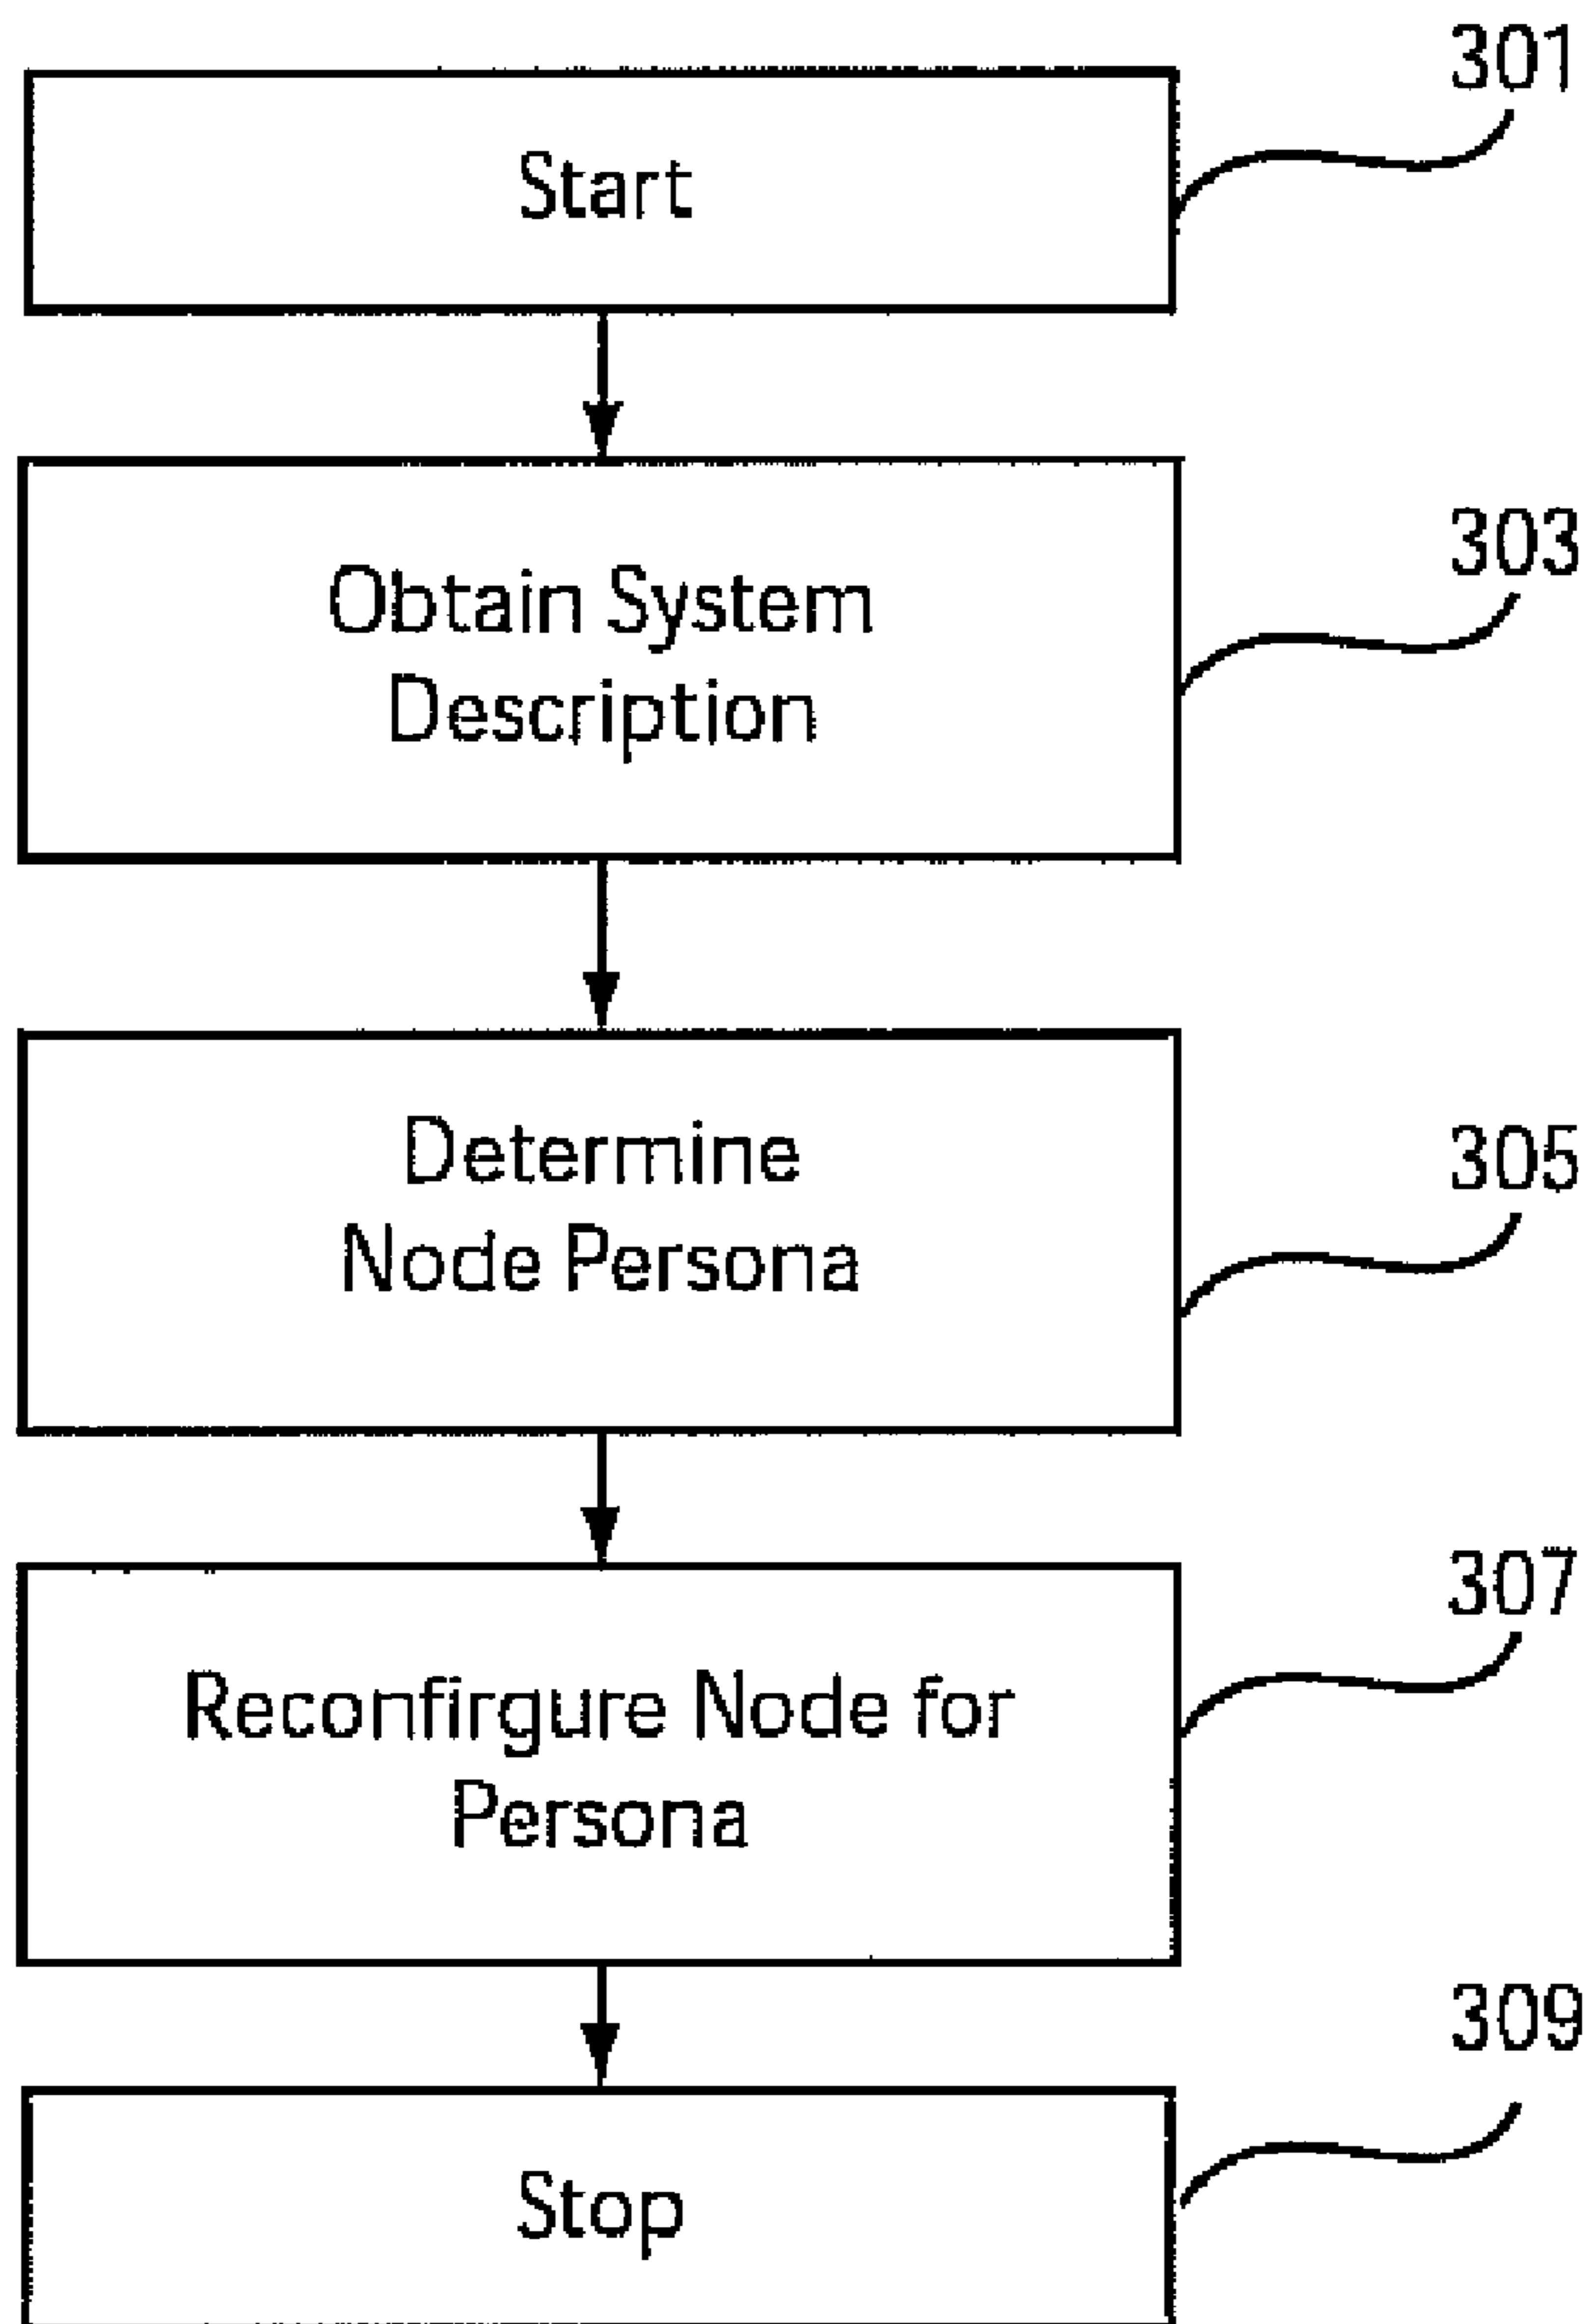 301
Start
303
Obtain System
Description
305
Determine
Node Persona
307
Reconfirgure Node for
Persona
309
Stop